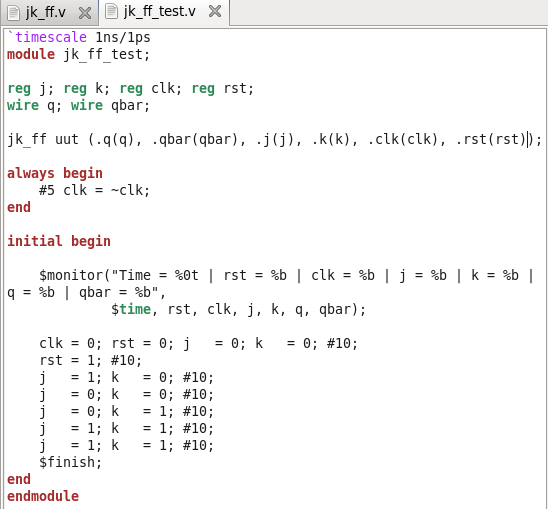 jk_ff.v jk_ff_test.v
`timescale 1ns/1ps
module jk_ff_test;
reg j; reg k; reg clk; reg rst;
wire q; wire qbar;
jk_ff uut (.q(q), .qbar(qbar), .j(j), .k(k), .clk(clk), .rst(rst));
always begin
    #5 clk = ~clk;
end
initial begin
    $monitor("Time = %0t | rst = %b | clk = %b | j = %b | k = %b |
q = %b | qbar = %b",
             $time, rst, clk, j, k, q, qbar);
    clk = 0; rst = 0; j   = 0; k   = 0; #10;
    rst = 1; #10;
    j   = 1; k   = 0; #10;
    j   = 0; k   = 0; #10;
    j   = 0; k   = 1; #10;
    j   = 1; k   = 1; #10;
    j   = 1; k   = 1; #10;
    $finish;
end
endmodule